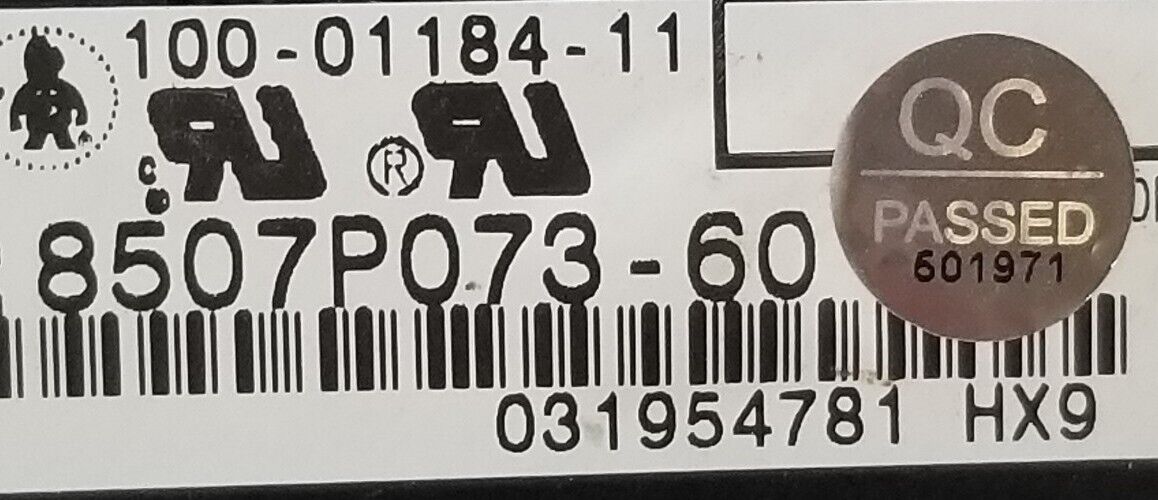 100-01184-11
8507P073-60
QC
PASSED
601971
031954781 HX9